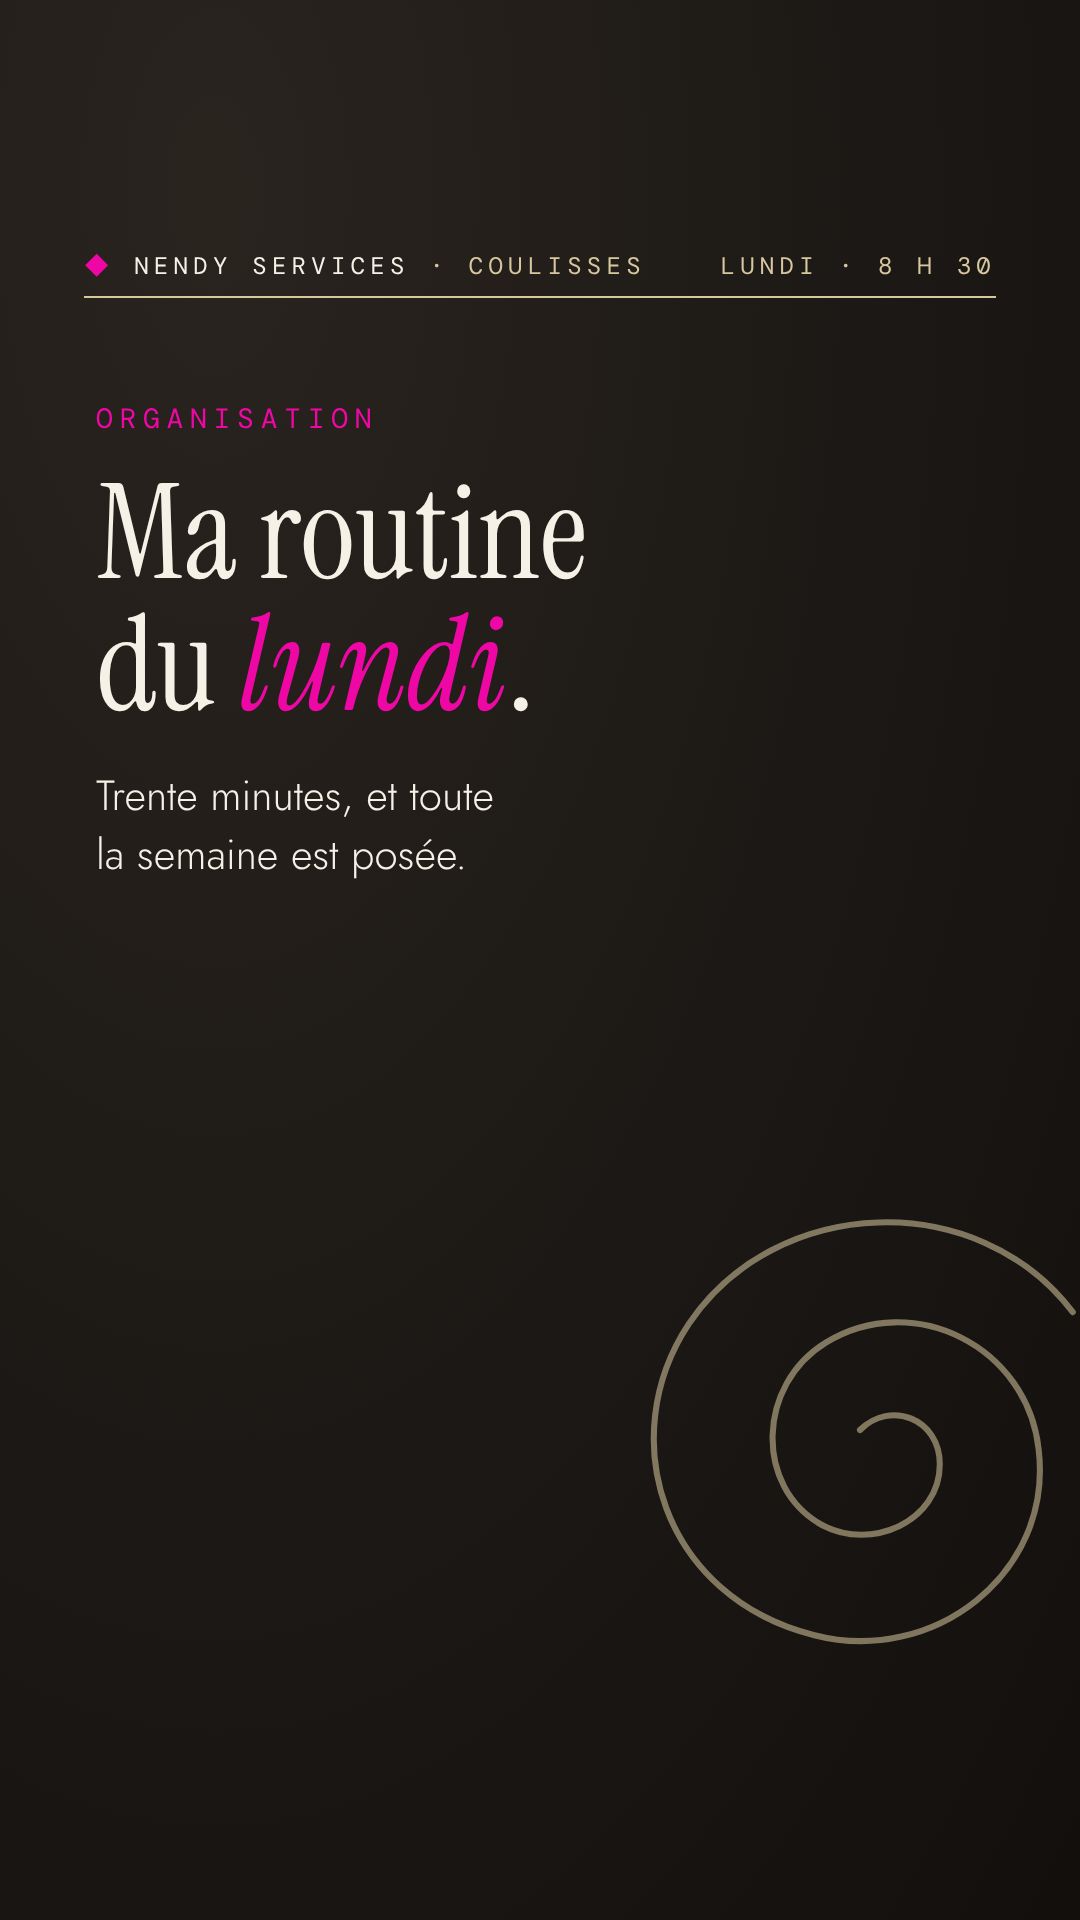 NENDY SERVICES · COULISSES LUNDI · 8 H 30
ORGANISATION
Ma routine
du lundi.
Trente minutes, et toute
la semaine est posée.